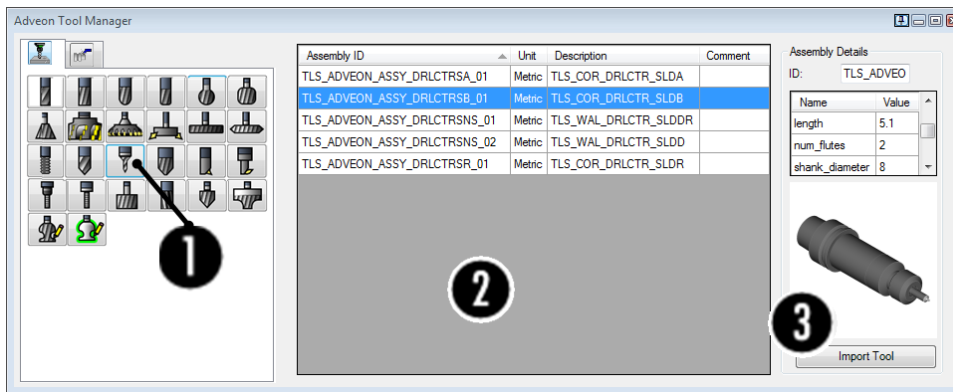 Adveon Tool Manager
Assembly ID Unit Description Comment
TLS_ADVEON_ASSY_DRLCTRSA_01 Metric TLS_COR_DRLCTR_SLDA
TLS_ADVEON_ASSY_DRLCTRSB_01 Metric TLS_COR_DRLCTR_SLDB
TLS_ADVEON_ASSY_DRLCTRSNS_01 Metric TLS_WAL_DRLCTR_SLDDR
TLS_ADVEON_ASSY_DRLCTRSNS_02 Metric TLS_WAL_DRLCTR_SLDD
TLS_ADVEON_ASSY_DRLCTRSR_01 Metric TLS_COR_DRLCTR_SLDR
Assembly Details
ID: TLS_ADVEO
Name Value
length 5.1
num_flutes 2
shank_diameter 8
Import Tool
1
2
3